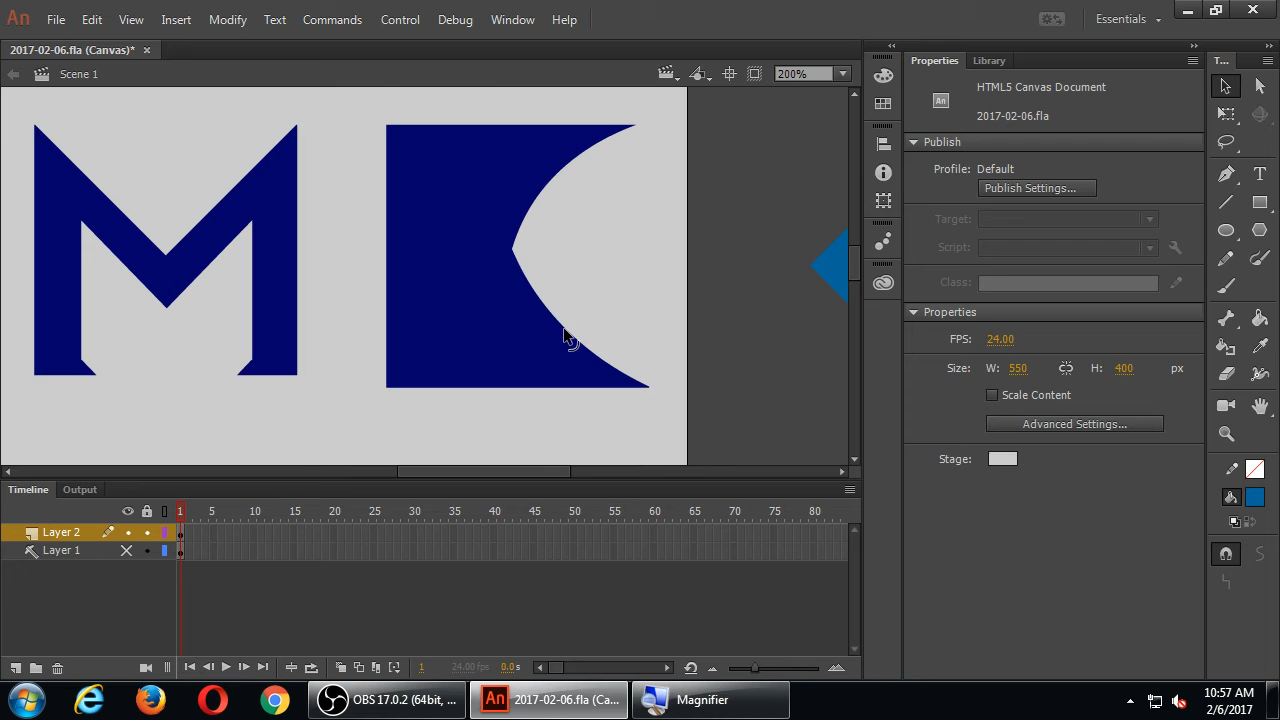 An File Edit View Insert Modify Text Commands Control Debug Window Help Essentials
2017-02-06.fla (Canvas)* ×
Scene 1 200%
M
Properties Library T...
HTML5 Canvas Document
An 2017-02-06.fla
Publish
Profile: Default
Publish Settings...
Target:
Script:
Class:
Properties
FPS: 24.00
Size: W: 550 H: 400 px
Scale Content
Advanced Settings...
Stage:
Timeline Output
1 5 10 15 20 25 30 35 40 45 50 55 60 65 70 75 80
Layer 2
Layer 1
1 24.00 fps 0.0 s
OBS 17.0.2 (64bit, ... An 2017-02-06.fla (Ca... Magnifier
10:57 AM
2/6/2017